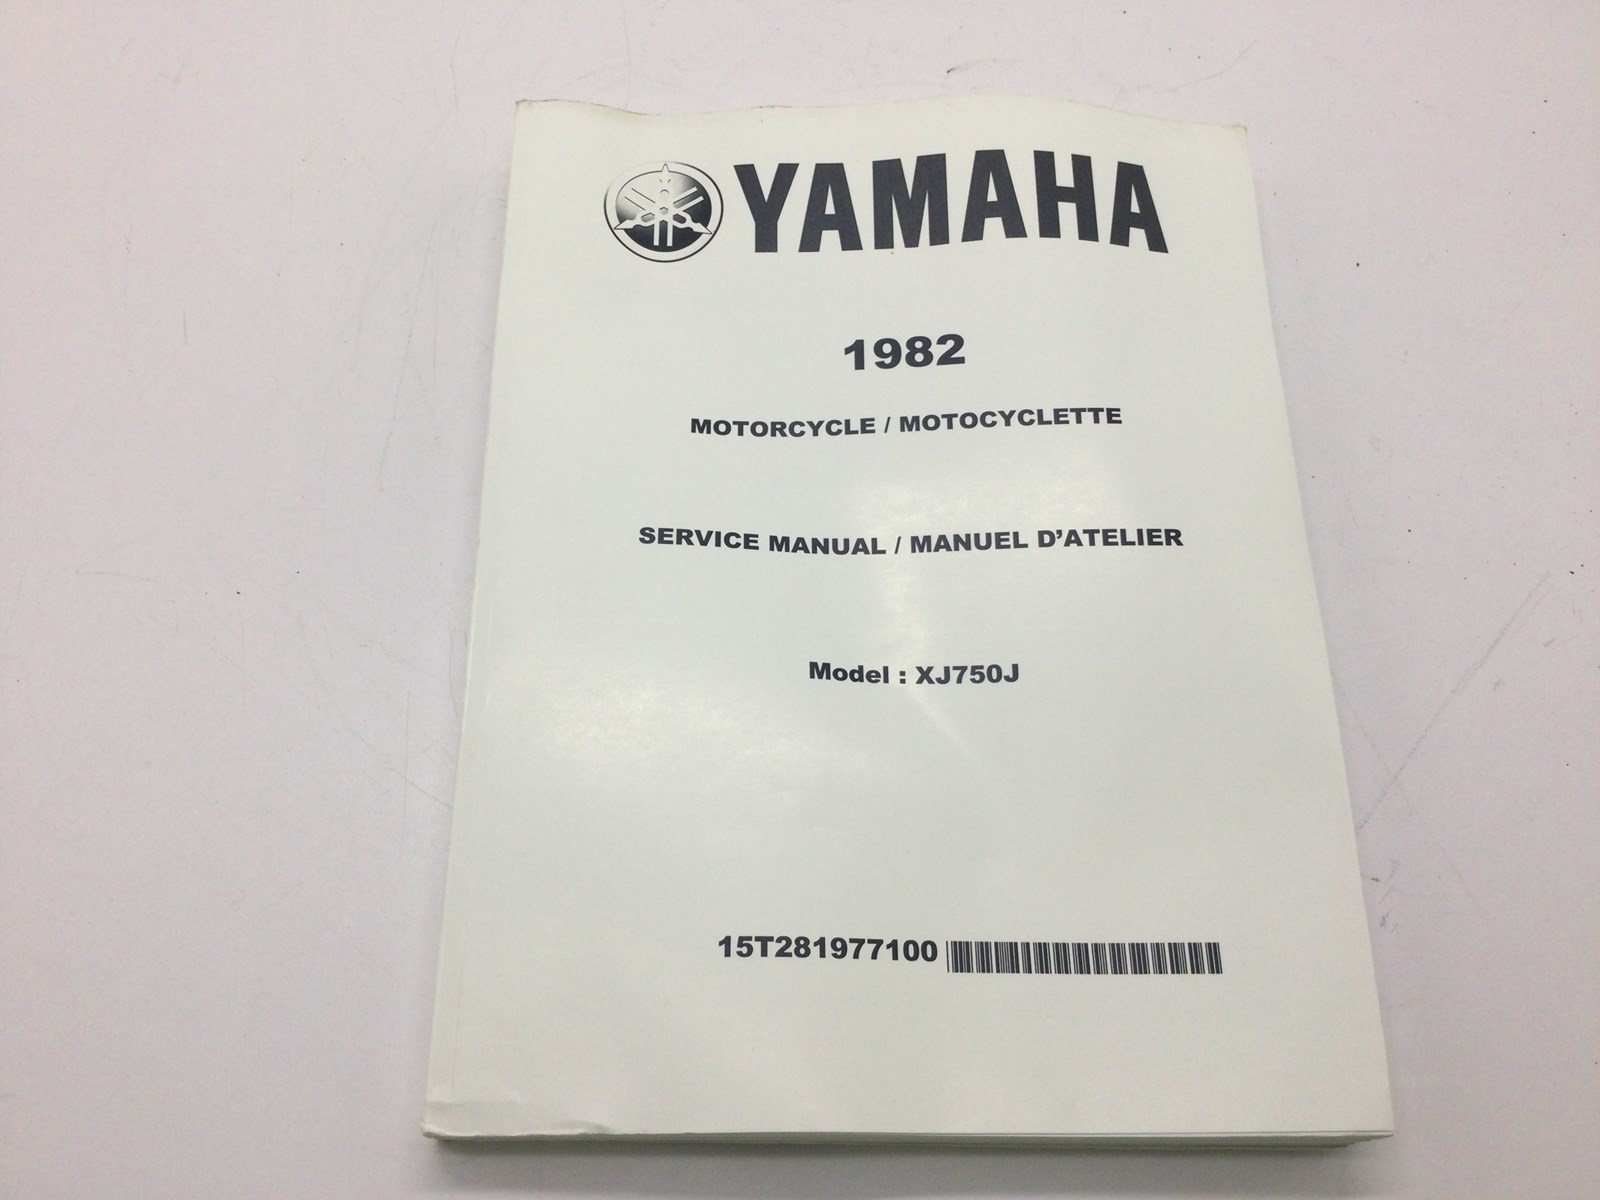 YAMAHA
1982
MOTORCYCLE / MOTOCYCLETTE
SERVICE MANUAL / MANUEL D'ATELIER
Model : XJ750J
15T281977100